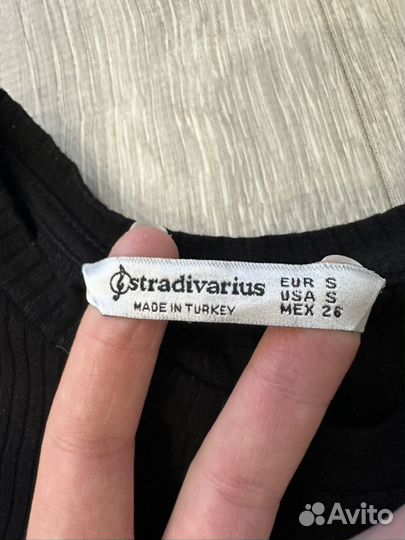 stradivarius
MADE IN TURKEY
EUR S
USA S
MEX 26
Avito